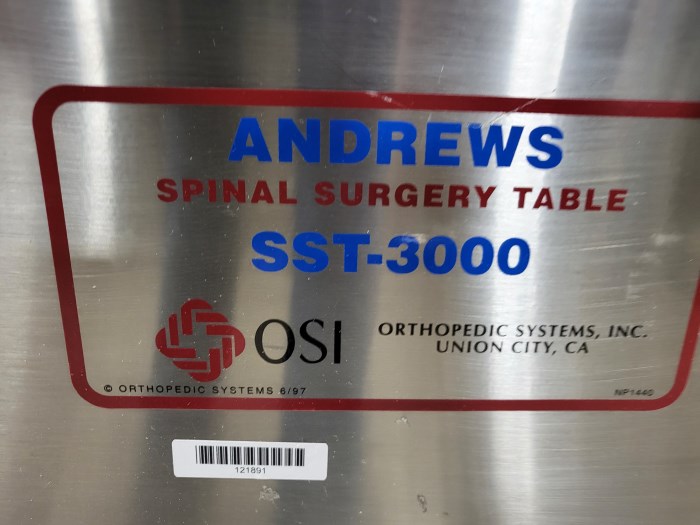 ANDREWS
SPINAL SURGERY TABLE
SST-3000
OSI
ORTHOPEDIC SYSTEMS, INC.
UNION CITY, CA
© ORTHOPEDIC SYSTEMS 6/97
NP1440
121891